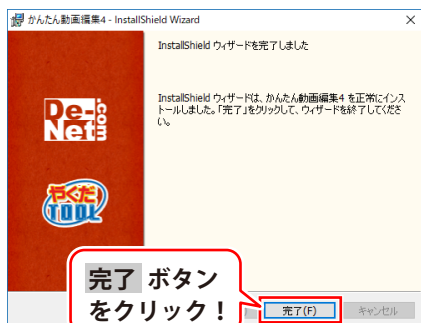 かんたん動画編集4 - InstallShield Wizard
InstallShield ウィザードを完了しました
InstallShield ウィザードは、かんたん動画編集4 を正常にインス
トールしました。「完了」をクリックして、ウィザードを終了してくださ
い。
De-
Net
.com
やくだち
TOOL
完了 ボタン
をクリック！
完了(F)
キャンセル